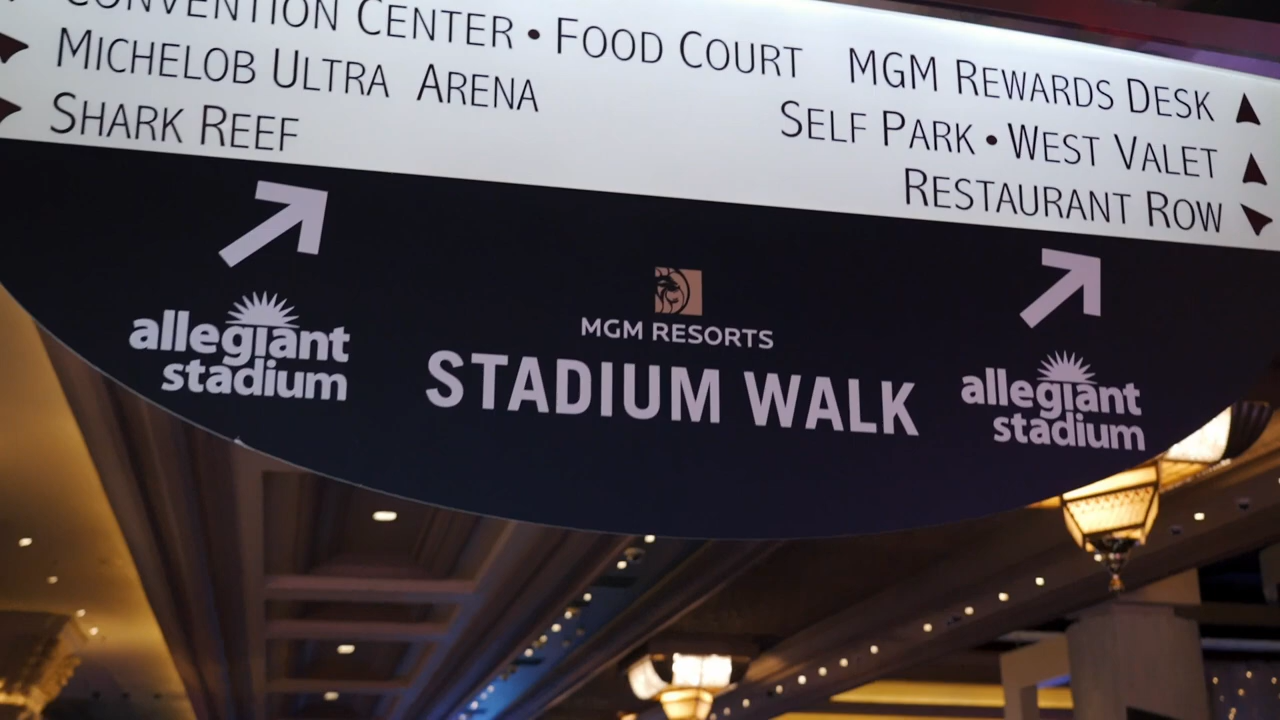 CONVENTION CENTER • FOOD COURT
MICHELOB ULTRA ARENA
SHARK REEF
MGM REWARDS DESK
SELF PARK • WEST VALET
RESTAURANT ROW
allegiant
stadium
MGM RESORTS
STADIUM WALK
allegiant
stadium